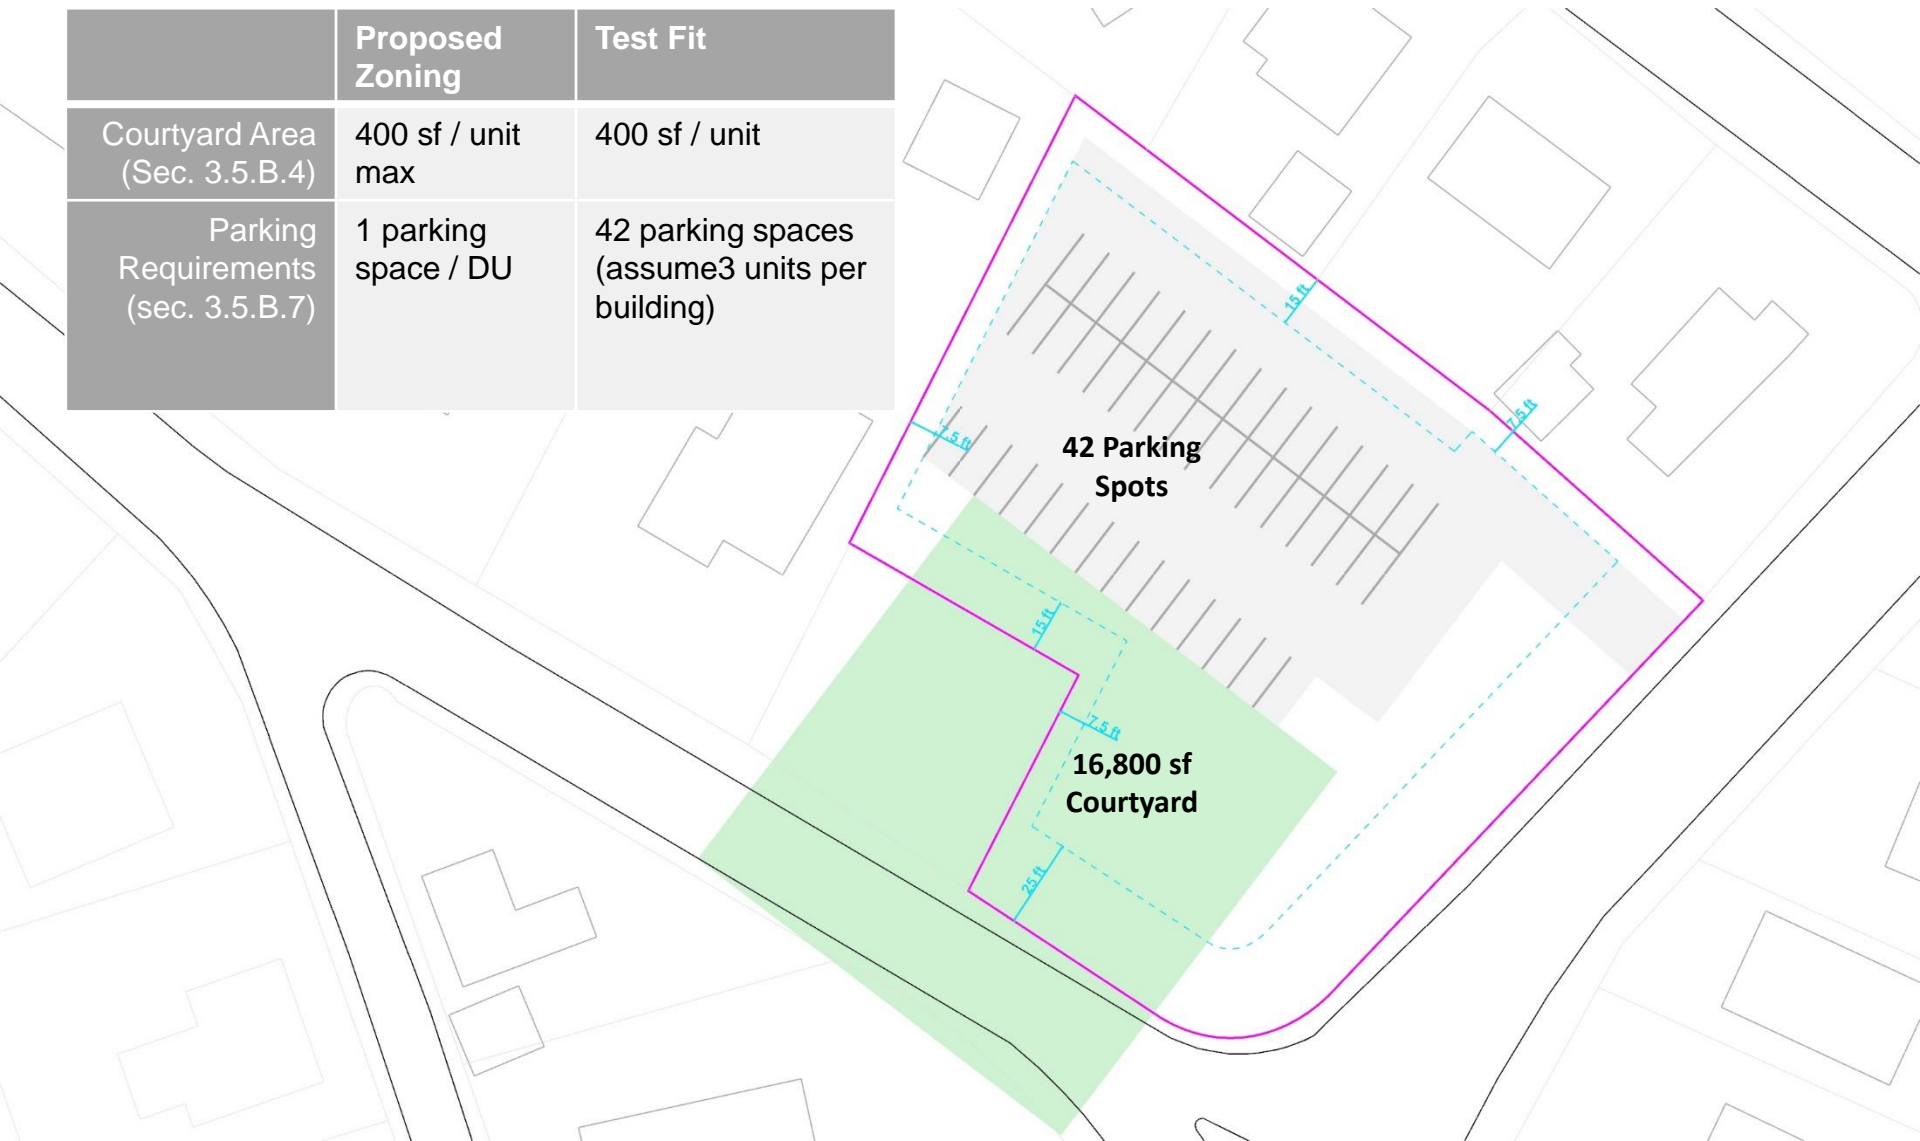 Proposed
Zoning
Test Fit
Courtyard Area
(Sec. 3.5.B.4)
400 sf / unit
max
400 sf / unit
Parking
Requirements
(sec. 3.5.B.7)
1 parking
space / DU
42 parking spaces
(assume3 units per
building)
15 ft
7.5 ft
7.5 ft
42 Parking
Spots
15 ft
7.5 ft
16,800 sf
Courtyard
25 ft